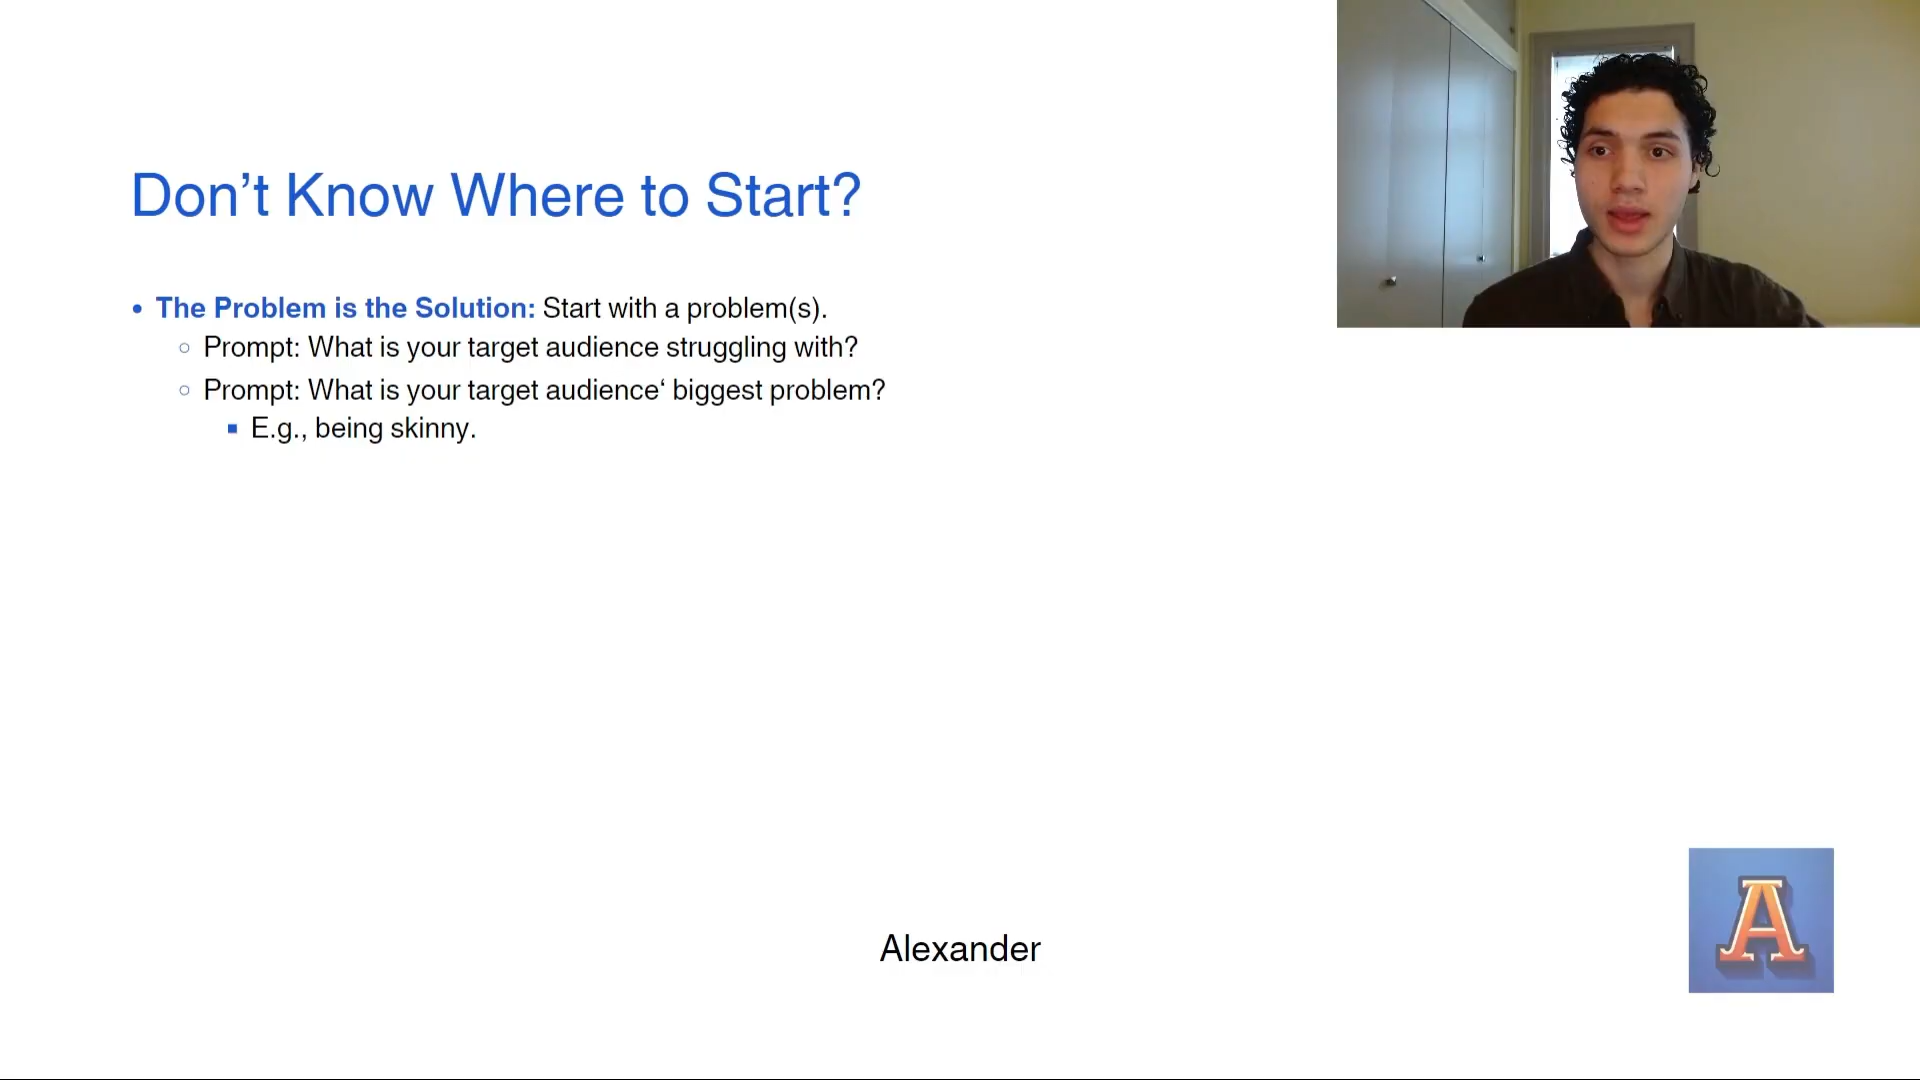 Don’t Know Where to Start?
• The Problem is the Solution: Start with a problem(s).
○ Prompt: What is your target audience struggling with?
○ Prompt: What is your target audience‘ biggest problem?
▪ E.g., being skinny.
Alexander
A